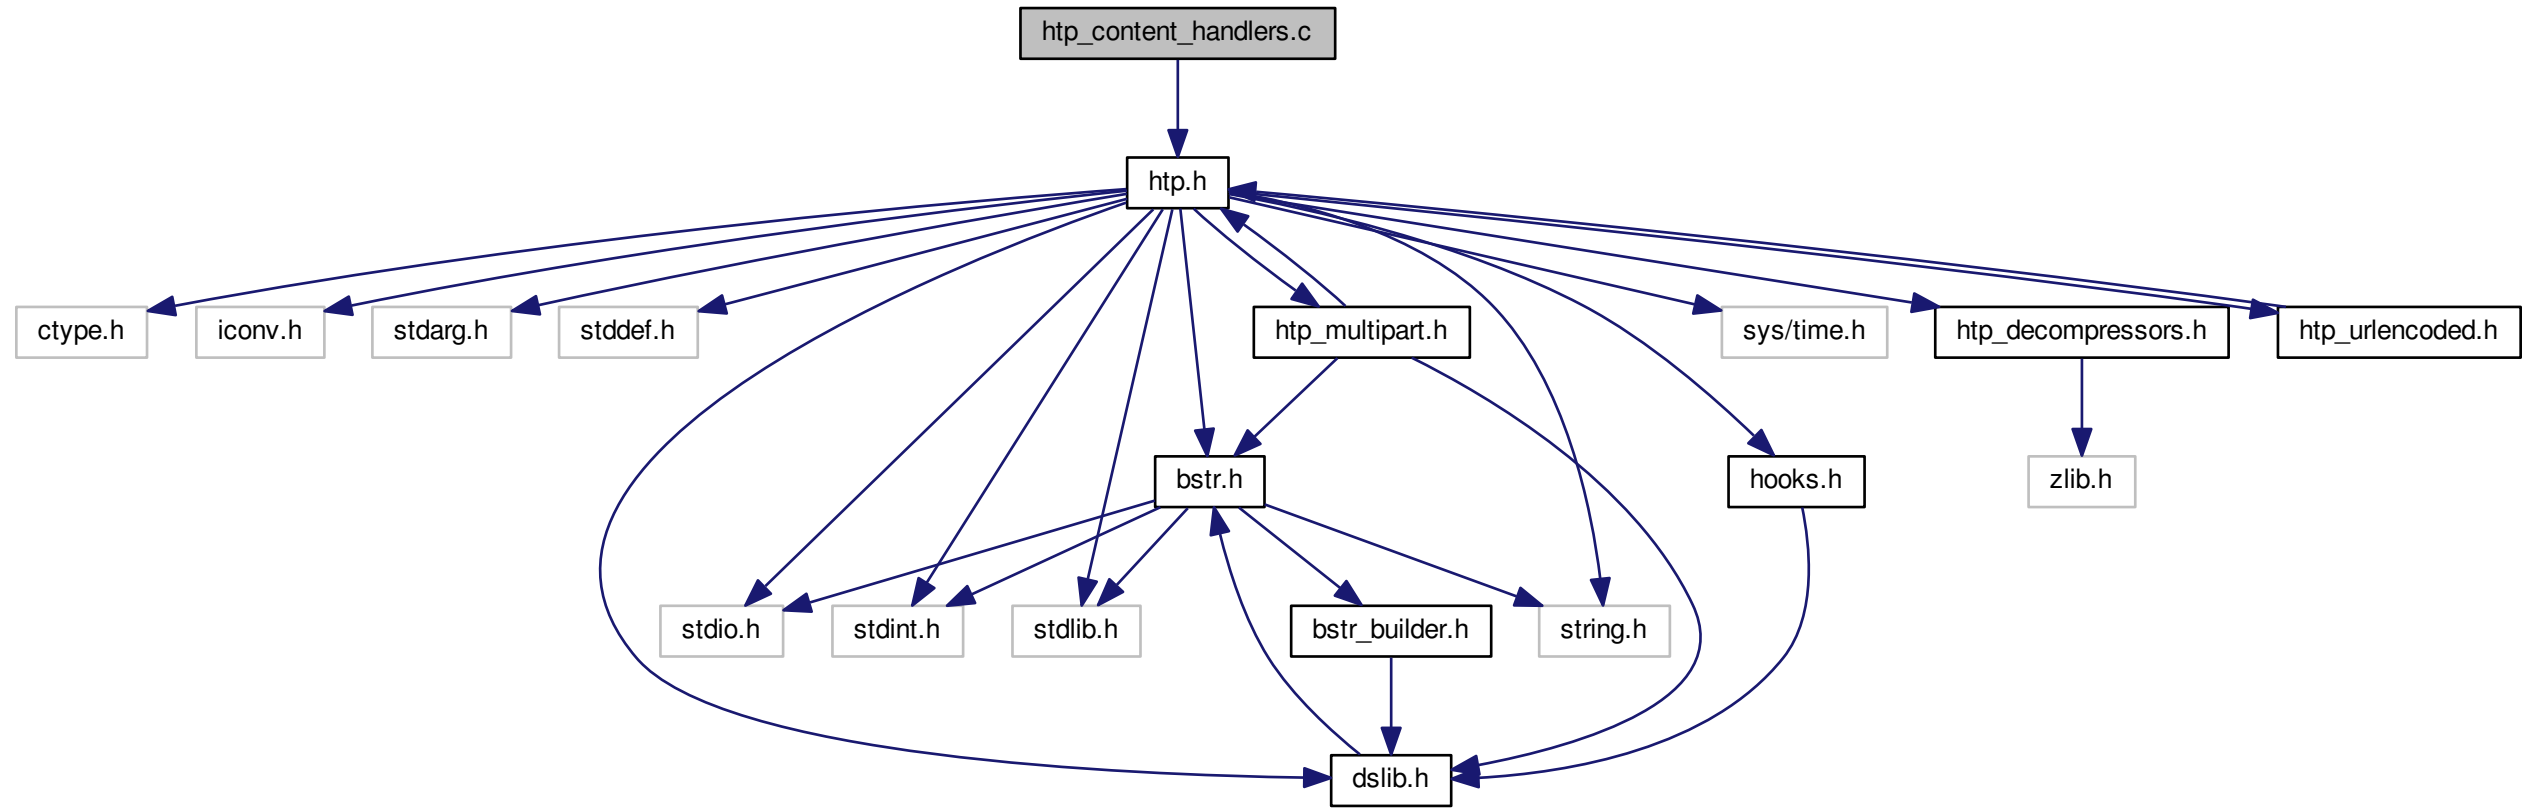 htp_content_handlers.c
htp.h
ctype.h
iconv.h
stdarg.h
stddef.h
htp_multipart.h
sys/time.h
htp_decompressors.h
htp_urlencoded.h
bstr.h
hooks.h
zlib.h
stdio.h
stdint.h
stdlib.h
bstr_builder.h
string.h
dslib.h